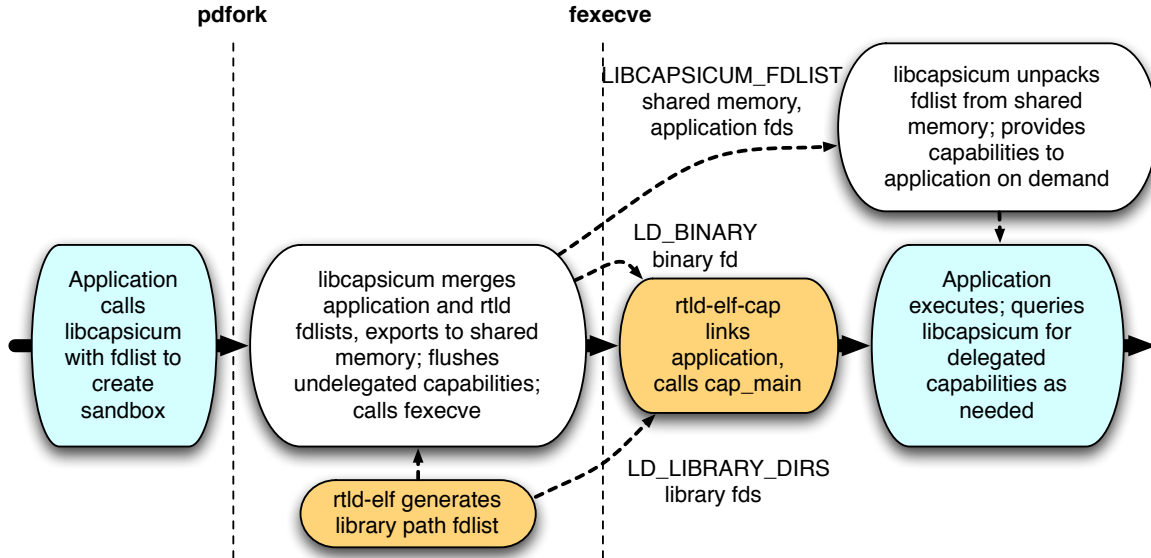 pdfork
fexecve
LIBCAPSICUM_FDLIST
shared memory,
application fds
libcapsicum unpacks
fdlist from shared
memory; provides
capabilities to
application on demand
LD_BINARY
binary fd
Application
calls
libcapsicum
with fdlist to
create
sandbox
libcapsicum merges
application and rtld
fdlists, exports to shared
memory; flushes
undelegated capabilities;
calls fexecve
rtld-elf-cap
links
application,
calls cap_main
Application
executes; queries
libcapsicum for
delegated
capabilities as
needed
LD_LIBRARY_DIRS
library fds
rtld-elf generates
library path fdlist